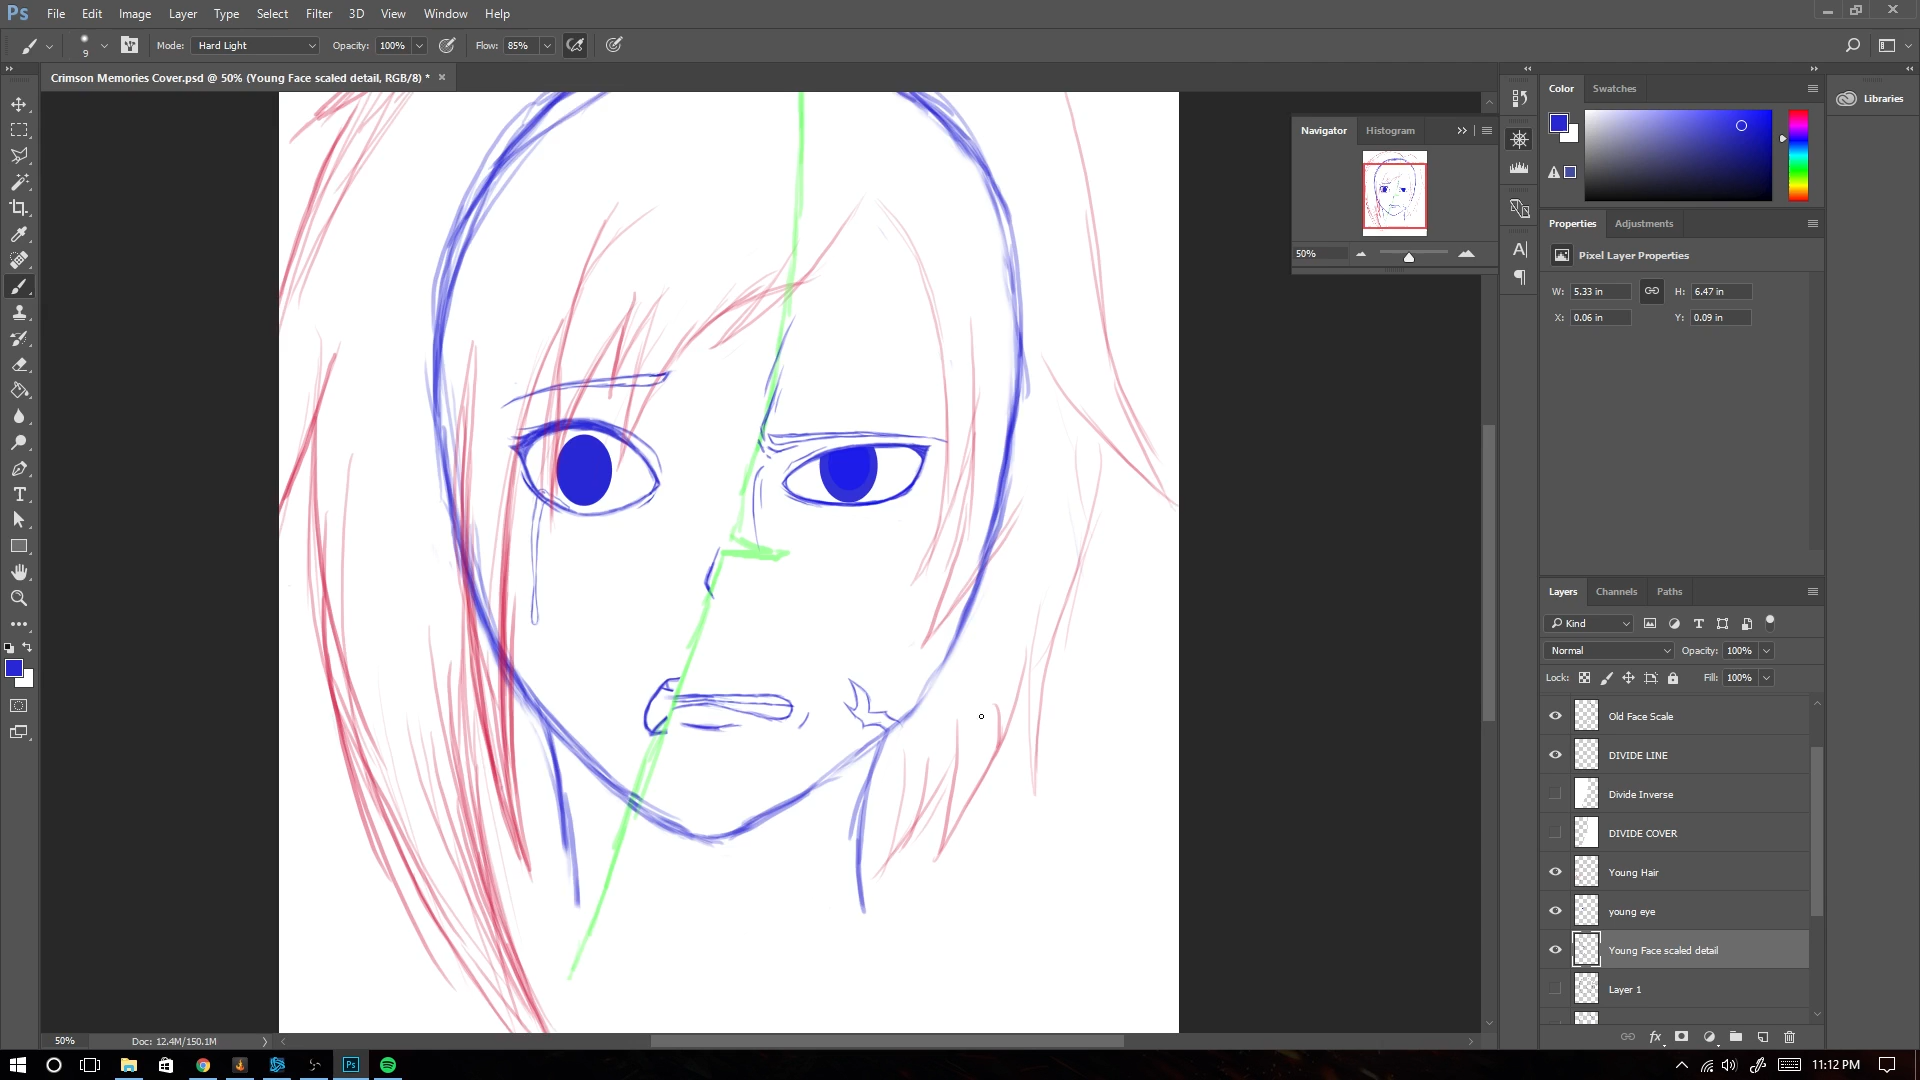 Ps File Edit Image Layer Type Select Filter 3D View Window Help
9 Mode: Hard Light Opacity: 100% Flow: 85%
Crimson Memories Cover.psd @ 50% (Young Face scaled detail, RGB/8) * ×
Color Swatches
Libraries
Navigator Histogram
50%
Properties Adjustments
Pixel Layer Properties
W: 5.33 in H: 6.47 in
X: 0.06 in Y: 0.09 in
Layers Channels Paths
Kind
Normal Opacity: 100%
Lock: Fill: 100%
Old Face Scale
DIVIDE LINE
Divide Inverse
DIVIDE COVER
Young Hair
young eye
Young Face scaled detail
Layer 1
50% Doc: 12.4M/150.1M
Ps 11:12 PM